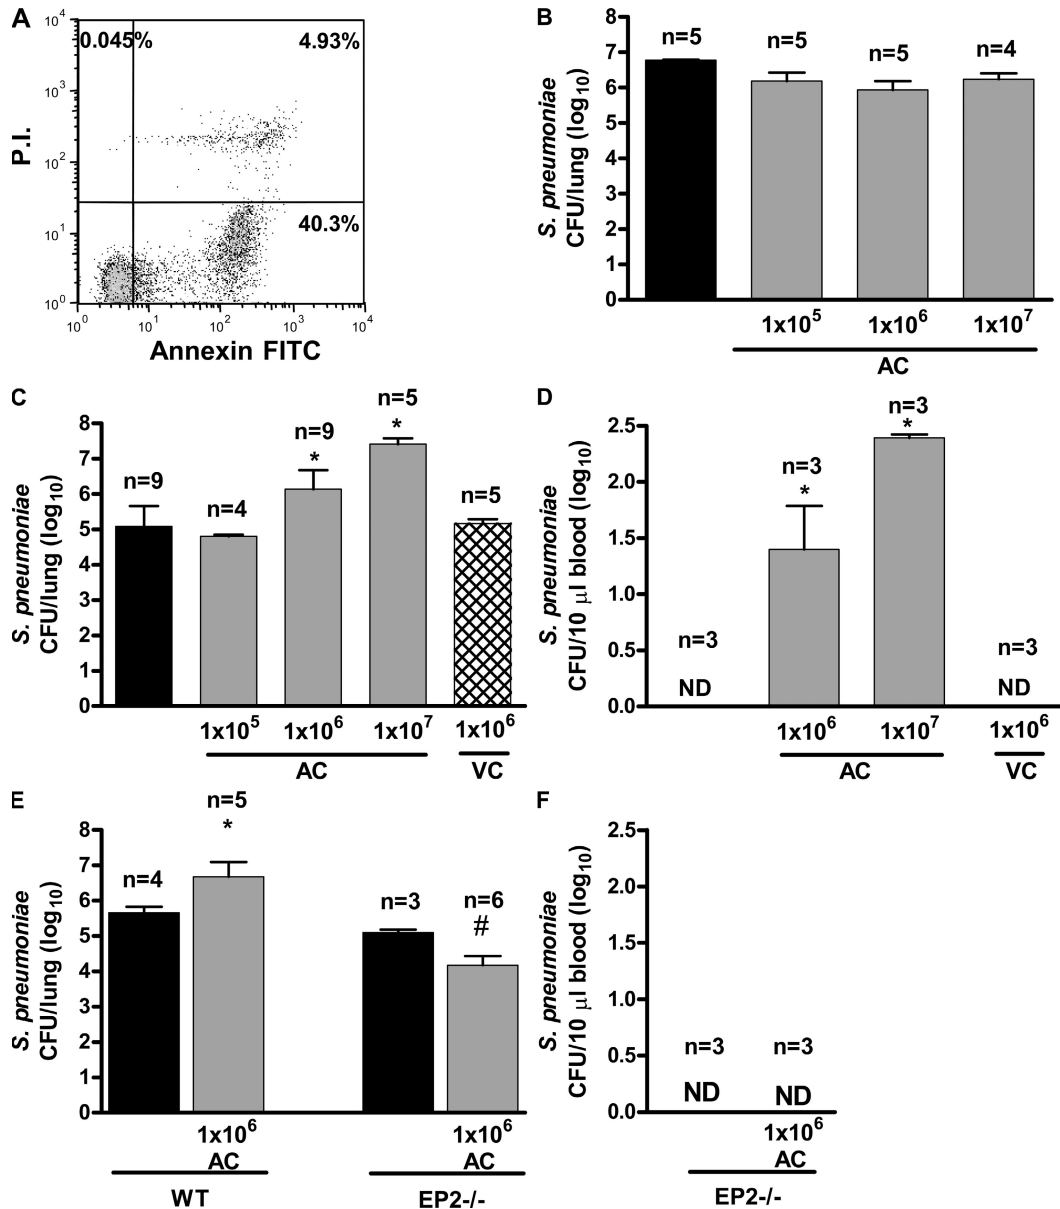 A
10⁴
0.045%
4.93%
10³
P.I.
10²
40.3%
10¹
10⁰
10⁰ 10¹ 10² 10³ 10⁴
Annexin FITC
B
S. pneumoniae
CFU/lung (log₁₀)
8
7
6
5
4
3
2
1
0
n=5 n=5 n=5 n=4
1x10⁵ 1x10⁶ 1x10⁷
AC
C
S. pneumoniae
CFU/lung (log₁₀)
8
7
6
5
4
3
2
1
0
n=9 n=4 n=9 n=5 n=5
* *
1x10⁵ 1x10⁶ 1x10⁷ 1x10⁶
AC VC
D
S. pneumoniae
CFU/10 µl blood (log₁₀)
2.5
2.0
1.5
1.0
0.5
0.0
n=3 n=3 n=3 n=3
* *
ND ND
1x10⁶ 1x10⁷ 1x10⁶
AC VC
E
S. pneumoniae
CFU/lung (log₁₀)
8
7
6
5
4
3
2
1
0
n=4 n=5 n=3 n=6
* #
1x10⁶ 1x10⁶
AC AC
WT EP2-/-
F
S. pneumoniae
CFU/10 µl blood (log₁₀)
2.5
2.0
1.5
1.0
0.5
0.0
n=3 n=3
ND ND
1x10⁶
AC
EP2-/-